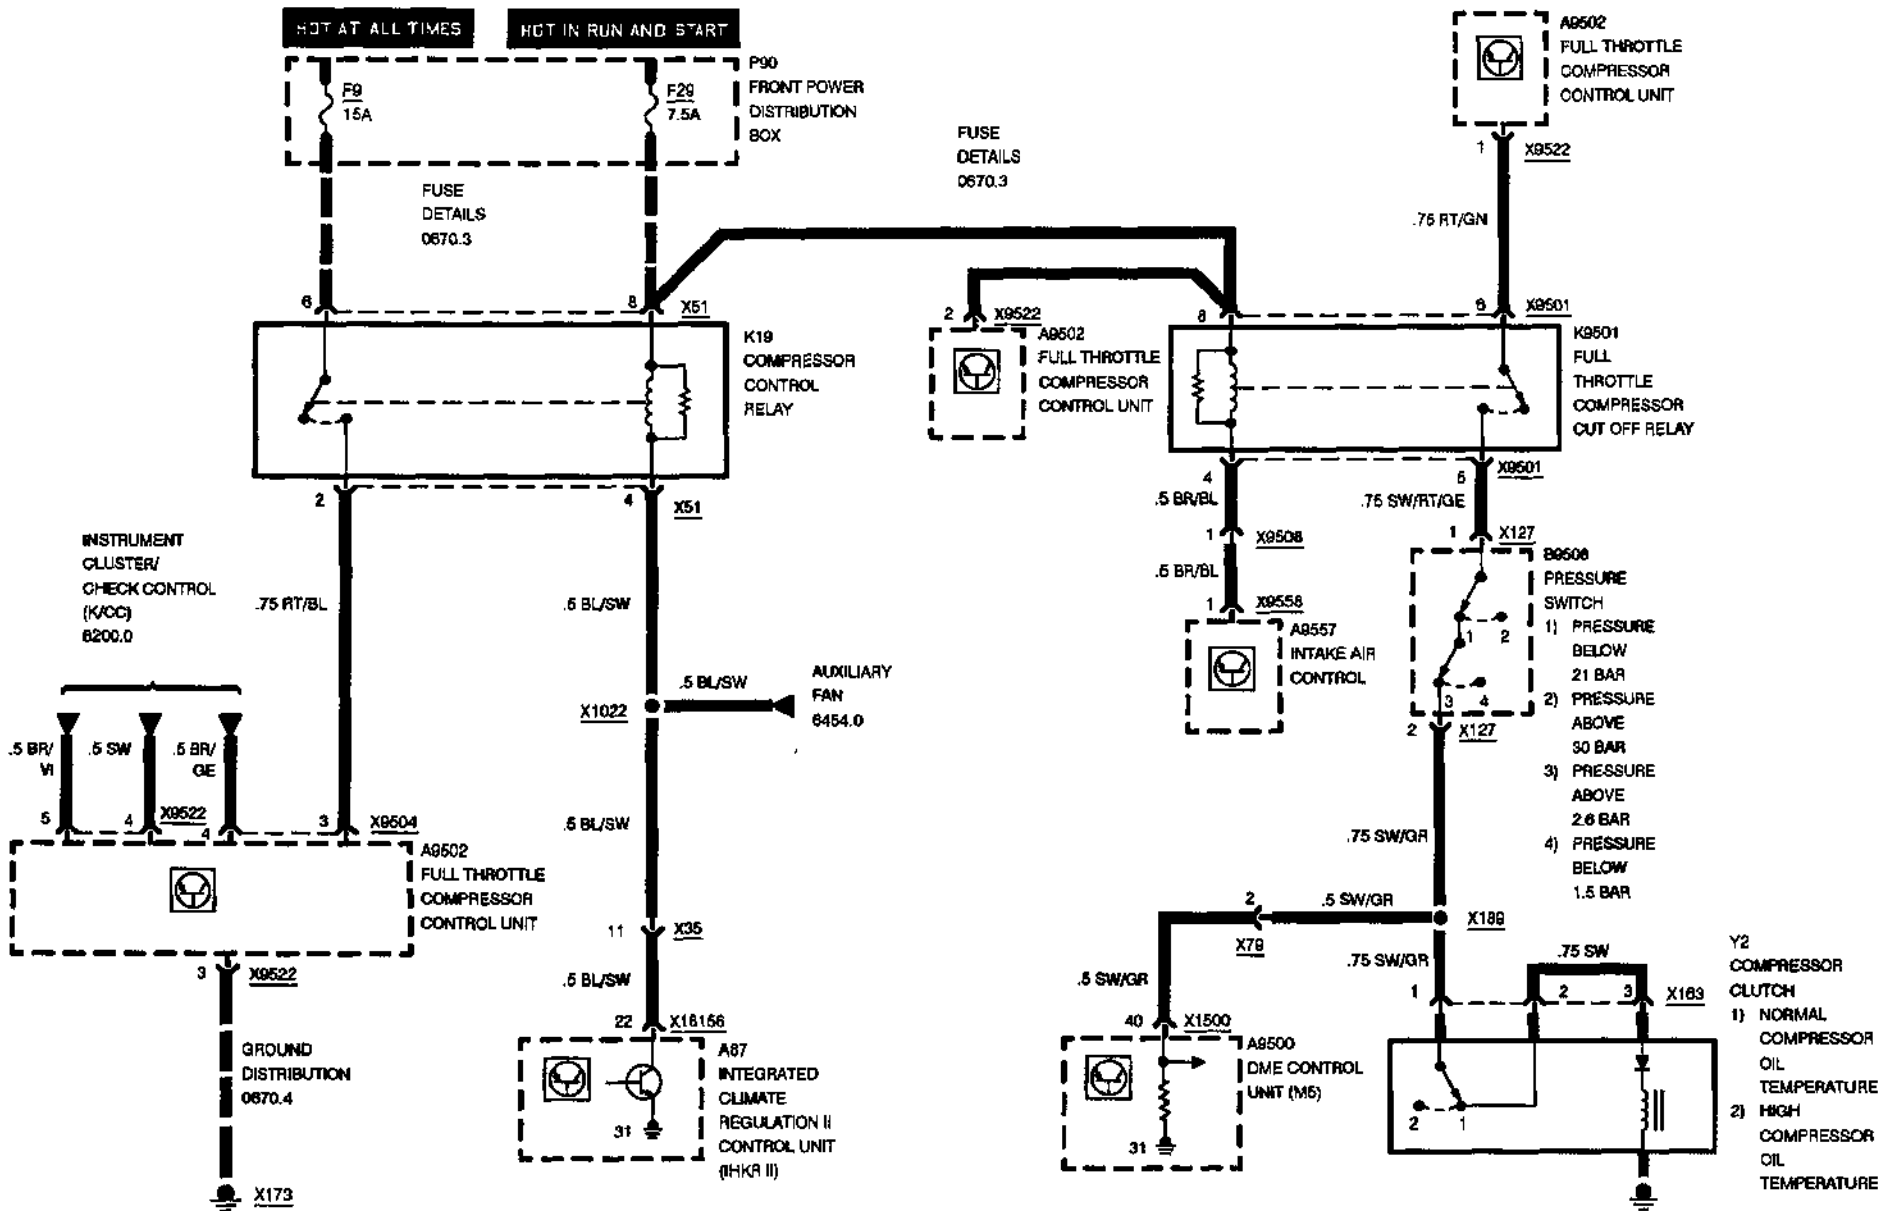 HOT AT ALL TIMES
HOT IN RUN AND START
P90
FRONT POWER
DISTRIBUTION
BOX
F9
15A
F29
7.5A
FUSE
DETAILS
0670.3
FUSE
DETAILS
0670.3
A9502
FULL THROTTLE
COMPRESSOR
CONTROL UNIT
1
X9522
.75 RT/GN
6
8
X51
K19
COMPRESSOR
CONTROL
RELAY
2
X9522
A9502
FULL THROTTLE
COMPRESSOR
CONTROL UNIT
8
6
X9501
K9501
FULL
THROTTLE
COMPRESSOR
CUT OFF RELAY
2
4
X51
4
5
X9501
.5 BR/BL
.75 SW/RT/GE
1
X9506
1
X127
.5 BR/BL
1
X9558
A9557
INTAKE AIR
CONTROL
B9506
PRESSURE
SWITCH
1) PRESSURE
BELOW
21 BAR
2) PRESSURE
ABOVE
30 BAR
3) PRESSURE
ABOVE
2.6 BAR
4) PRESSURE
BELOW
1.5 BAR
1
2
3
4
2
X127
INSTRUMENT
CLUSTER/
CHECK CONTROL
(K/CC)
6200.0
.75 RT/BL
.5 BL/SW
.5 BL/SW
X1022
AUXILIARY
FAN
6454.0
.5 BR/
VI
.5 SW
.5 BR/
GE
5
4
X9522
4
3
X9504
A9502
FULL THROTTLE
COMPRESSOR
CONTROL UNIT
3
X9522
GROUND
DISTRIBUTION
0670.4
X173
.5 BL/SW
11
X35
.5 BL/SW
22
X16156
A67
INTEGRATED
CLIMATE
REGULATION II
CONTROL UNIT
(IHKR II)
31
.75 SW/GR
2
.5 SW/GR
X79
X189
.5 SW/GR
.75 SW/GR
40
X1500
A9500
DME CONTROL
UNIT (M5)
31
.75 SW
1
2
3
X163
Y2
COMPRESSOR
CLUTCH
1) NORMAL
COMPRESSOR
OIL
TEMPERATURE
2) HIGH
COMPRESSOR
OIL
TEMPERATURE
2
1